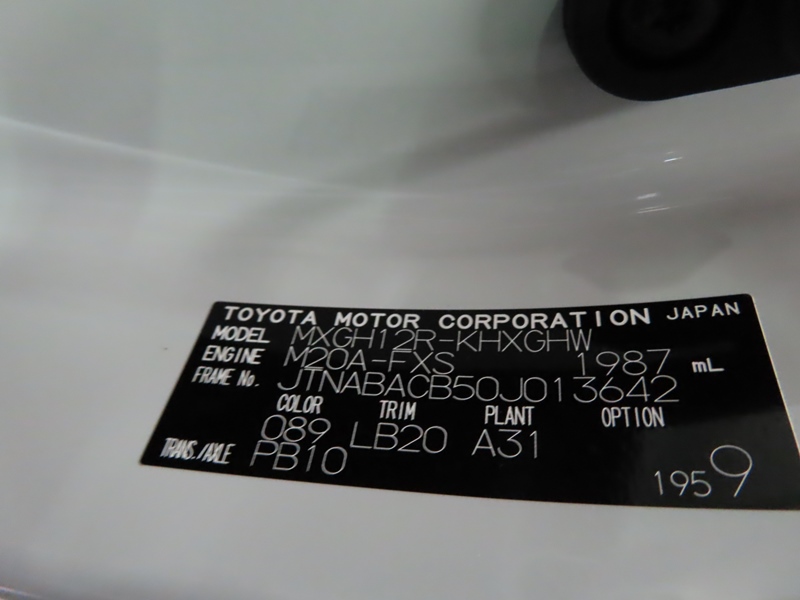 TOYOTA MOTOR CORPORATION JAPAN
MODEL MXGH12R-KHXGHW
ENGINE M20A-FXS 1987 mL
FRAME No. JTNABACB50J013642
COLOR TRIM PLANT OPTION
089 LB20 A31
TRANS./AXLE PB10
1959